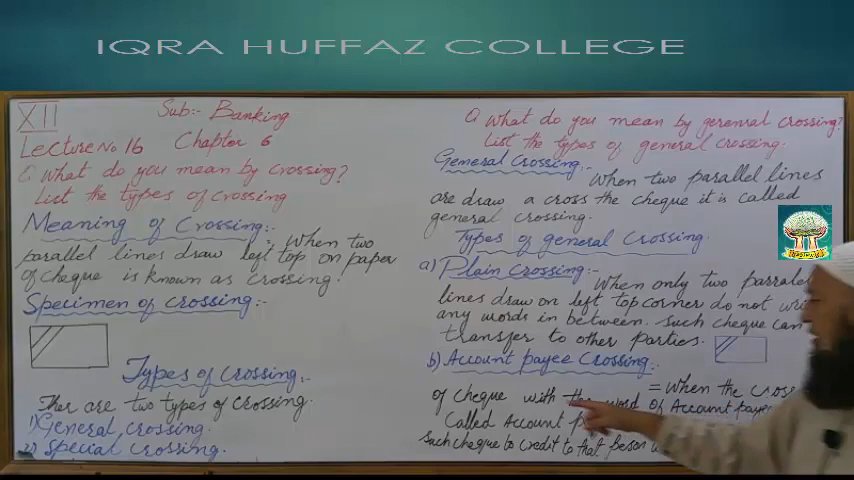 IQRA HUFFAZ COLLEGE
XII
Sub:- Banking
Lecture No 16 Chapter 6
Q What do you mean by crossing?
List the types of crossing
Meaning of Crossing:-
When two
parallel lines draw left top on paper
of cheque is known as crossing.
Specimen of crossing:-
Types of Crossing:-
Ther are two types of crossing
1) General crossing.
2) Special crossing.
Q What do you mean by generral crossing?
List the types of general crossing.
General Crossing:-
When two parallel lines
are draw a cross the cheque it is called
general crossing.
Types of general Crossing:-
a) Plain Crossing:-
When only two parralel
lines draw on left top corner do not
any words in between. Such cheque can
transfer to other parties.
b) Account payee Crossing:-
= When the
of cheque with the word of Account payee
Called Account
Such cheque to credit to that person